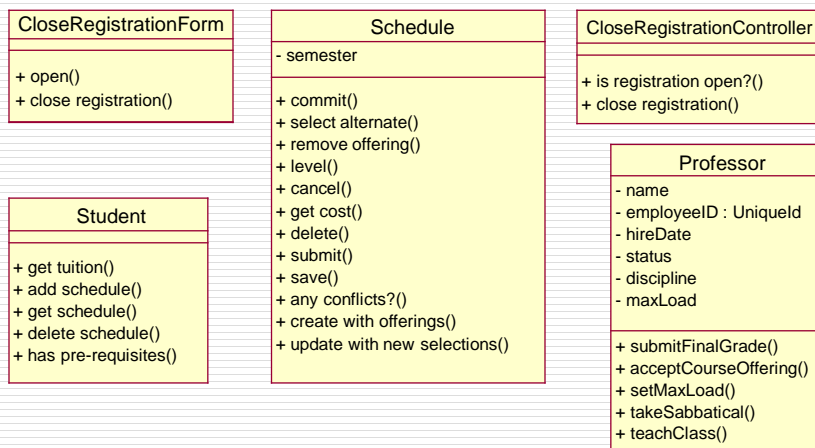 CloseRegistrationForm
+ open()
+ close registration()
Schedule
- semester
+ commit()
+ select alternate()
+ remove offering()
+ level()
+ cancel()
+ get cost()
+ delete()
+ submit()
+ save()
+ any conflicts?()
+ create with offerings()
+ update with new selections()
CloseRegistrationController
+ is registration open?()
+ close registration()
Student
+ get tuition()
+ add schedule()
+ get schedule()
+ delete schedule()
+ has pre-requisites()
Professor
- name
- employeeID : UniqueId
- hireDate
- status
- discipline
- maxLoad
+ submitFinalGrade()
+ acceptCourseOffering()
+ setMaxLoad()
+ takeSabbatical()
+ teachClass()